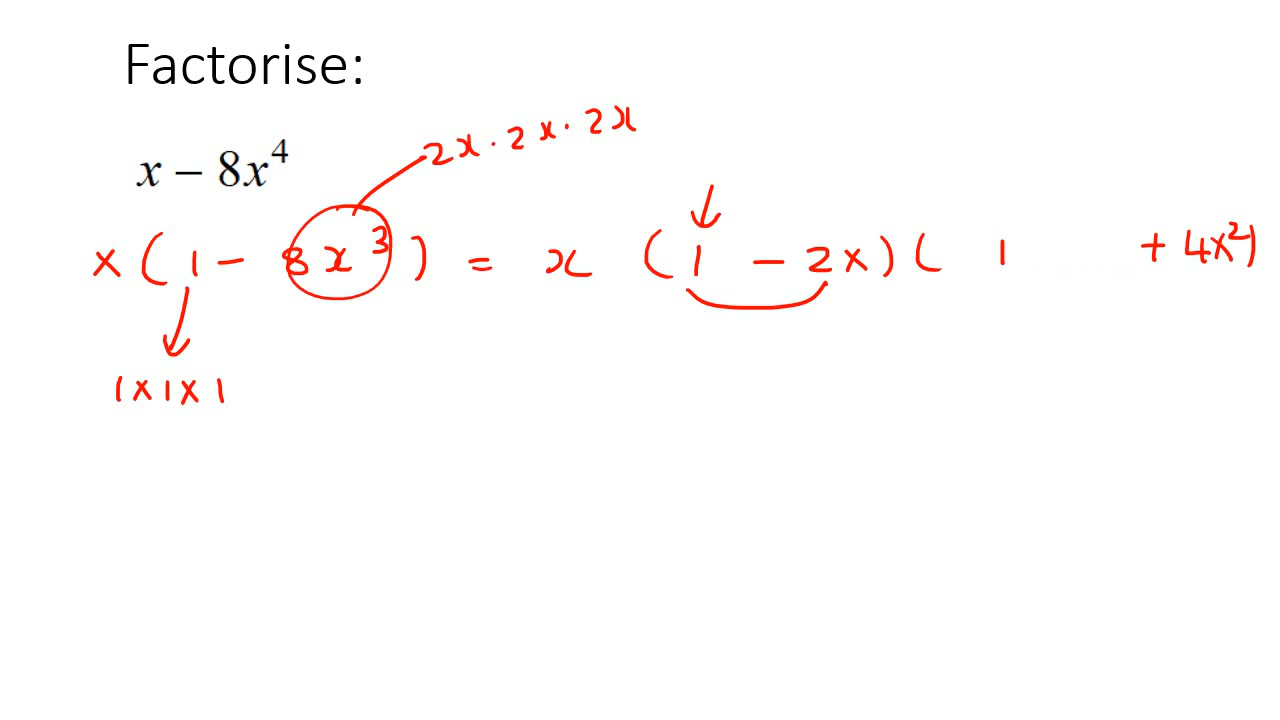 Factorise:
2x · 2x · 2x
x − 8x⁴
x(1 − 8x³) = x (1 − 2x)(1 + 4x²)
1x1x1